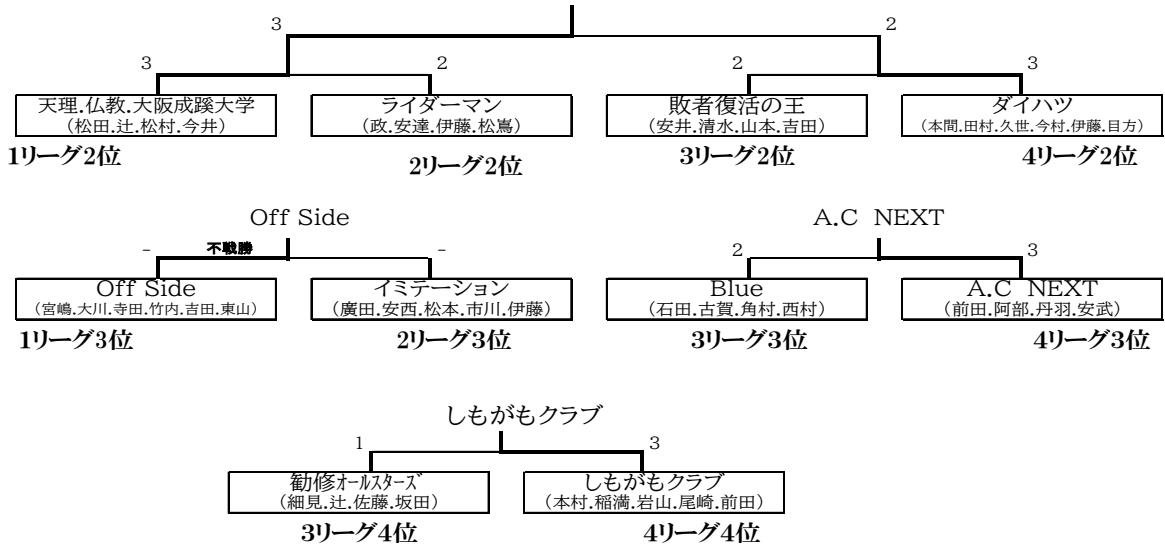 3 2
3 2 2 3
天理.仏教.大阪成蹊大学 ライダーマン 敗者復活の王 ダイハツ
(松田.辻.松村.今井) (政.安達.伊藤.松嶌) (安井.清水.山本.吉田) (本間.田村.久世.今村.伊藤.目方)
1リーグ2位 2リーグ2位 3リーグ2位 4リーグ2位
Off Side A.C NEXT
- 不戦勝 - 2 3
Off Side イミテーション Blue A.C NEXT
(宮嶋.大川.寺田.竹内.吉田.東山) (廣田.安西.松本.市川.伊藤) (石田.古賀.角村.西村) (前田.阿部.丹羽.安武)
1リーグ3位 2リーグ3位 3リーグ3位 4リーグ3位
しもがもクラブ
1 3
勧修オールスターズ しもがもクラブ
(細見.辻.佐藤.坂田) (本村.稲満.岩山.尾崎.前田)
3リーグ4位 4リーグ4位